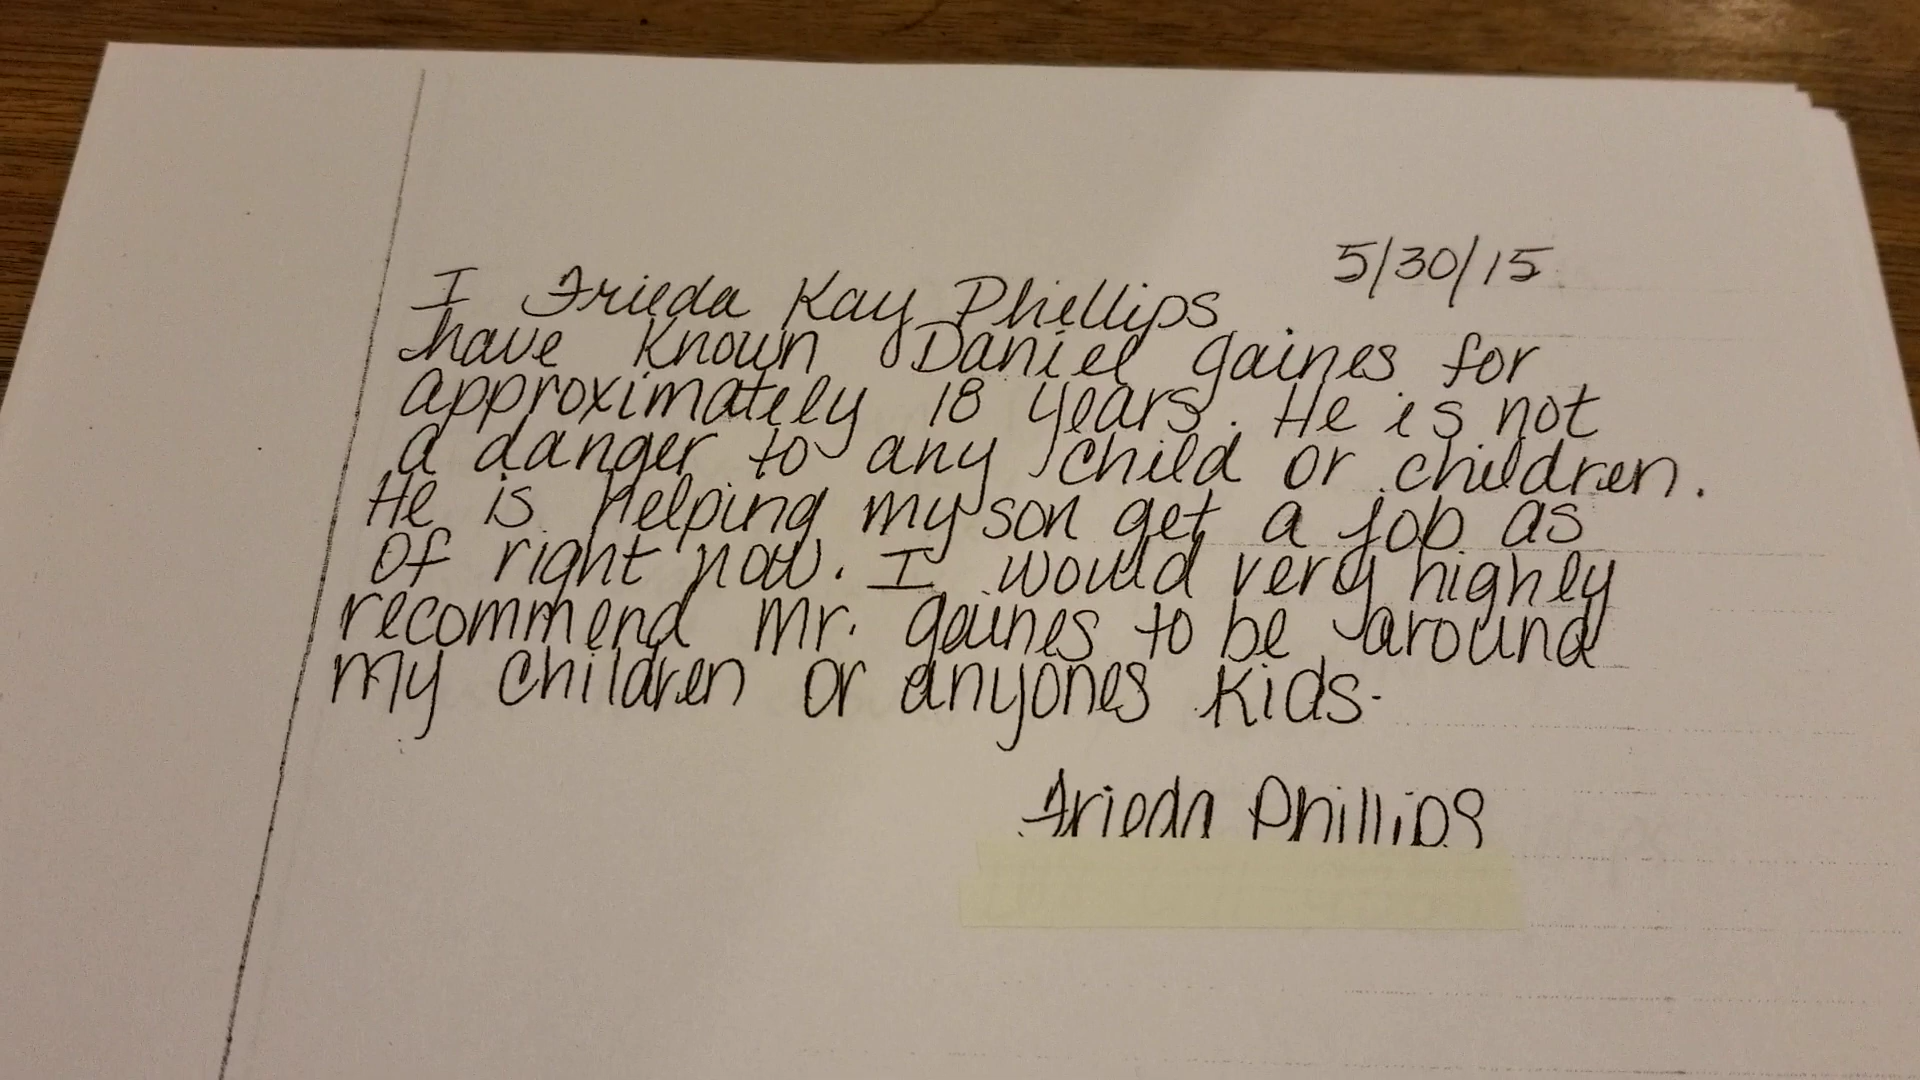 5/30/15
I Frieda Kay Phillips
have known Daniel Gaines for
approximately 18 years. He is not
a danger to any child or children.
He is helping my son get a job as
of right now. I would very highly
recommend Mr. Gaines to be around
my children or anyones kids.
Frieda Phillips